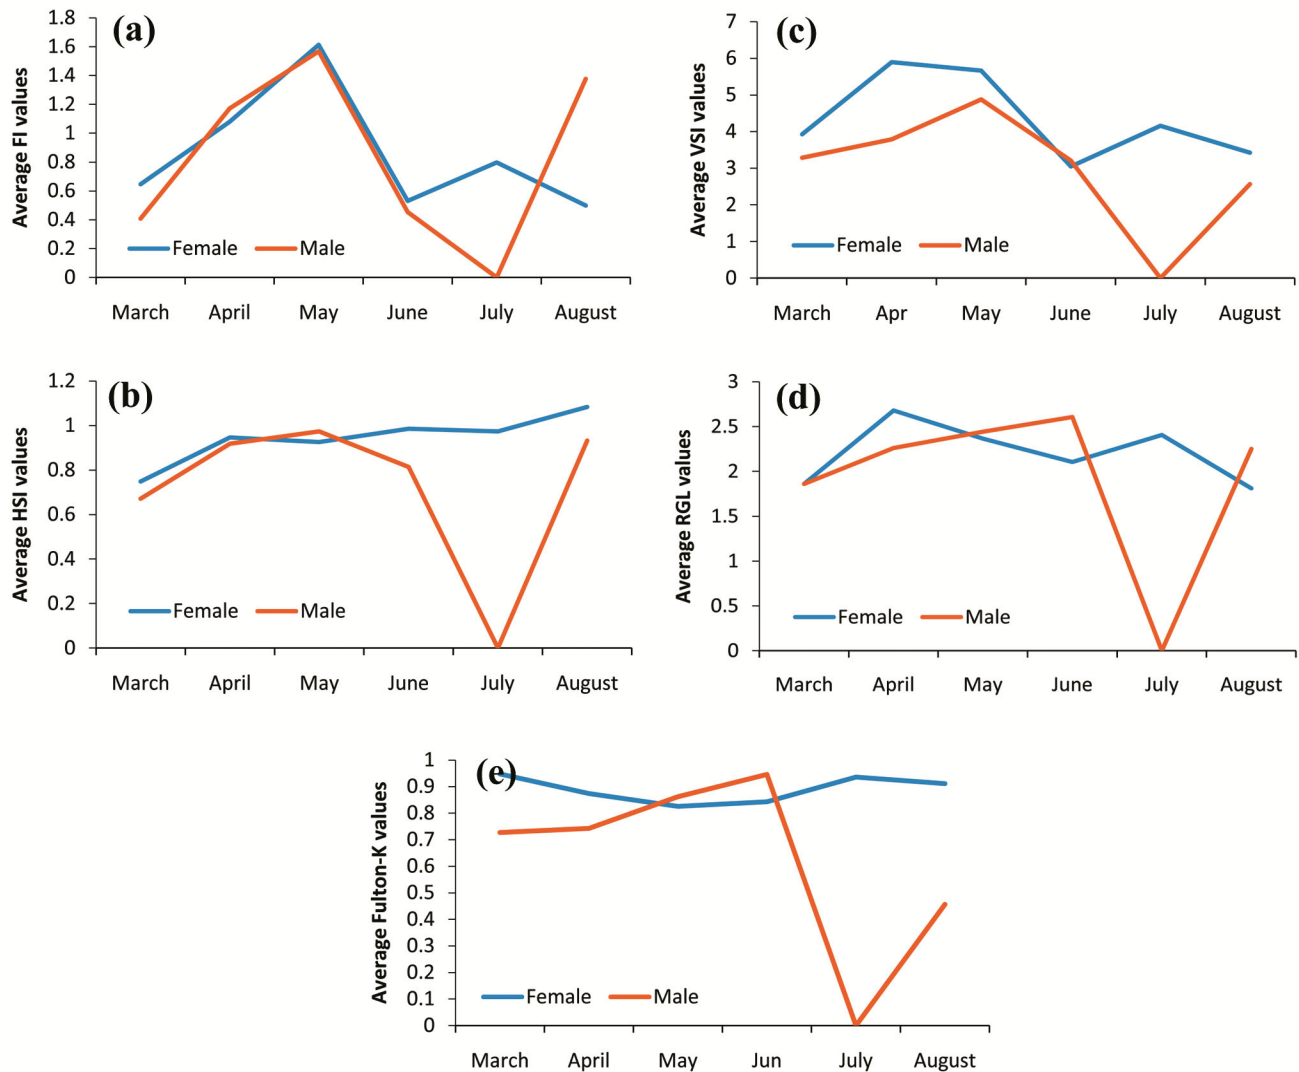 (a)
Average FI values
1.8
1.6
1.4
1.2
1
0.8
0.6
0.4
0.2
0
Female Male
March April May June July August
(c)
Average VSI values
7
6
5
4
3
2
1
0
Female Male
March Apr May June July August
(b)
Average HSI values
1.2
1
0.8
0.6
0.4
0.2
0
Female Male
March April May June July August
(d)
Average RGL values
3
2.5
2
1.5
1
0.5
0
Female Male
March April May June July August
(e)
Average Fulton-K values
1
0.9
0.8
0.7
0.6
0.5
0.4
0.3
0.2
0.1
0
Female Male
March April May Jun July August